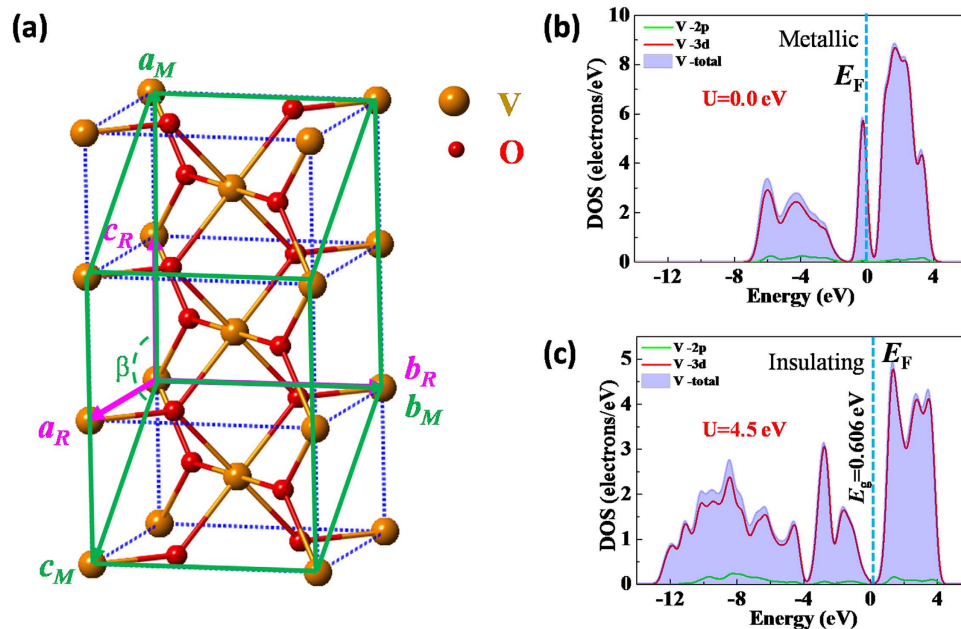 (a)
a_M
V
O
c_R
β
b_R
b_M
a_R
c_M
(b)
10
8
6
4
2
0
DOS (electrons/eV)
V -2p
V -3d
V -total
Metallic
E_F
U=0.0 eV
-12 -8 -4 0 4
Energy (eV)
(c)
5
4
3
2
1
0
DOS (electrons/eV)
V -2p
V -3d
V -total
Insulating
E_F
U=4.5 eV
E_g=0.606 eV
-12 -8 -4 0 4
Energy (eV)